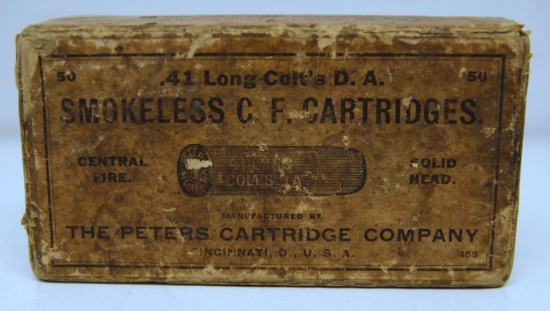 50 .41 Long Colt's D. A. 50
SMOKELESS C. F. CARTRIDGES.
CENTRAL FIRE.
COLT'S D.A.
SOLID HEAD.
MANUFACTURED BY
THE PETERS CARTRIDGE COMPANY
CINCINNATI, O., U. S. A.
455